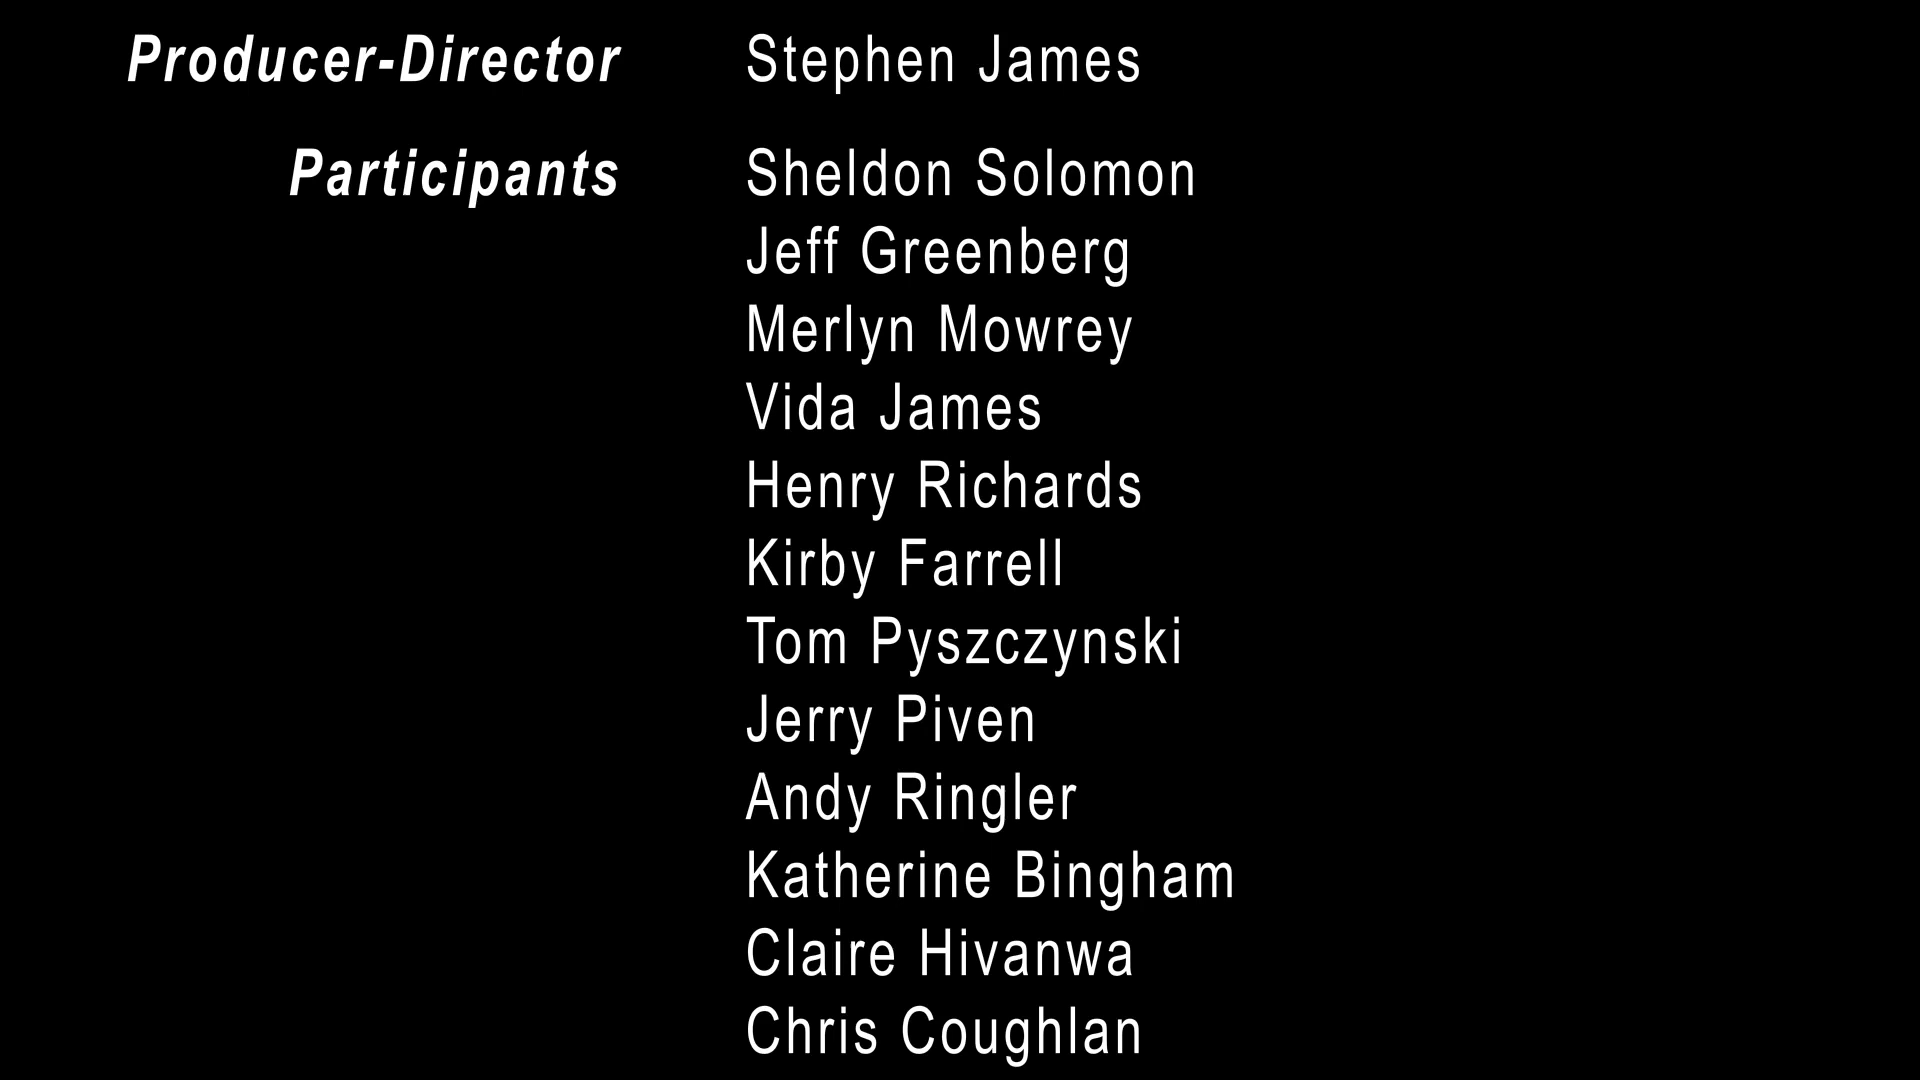 Producer-Director Stephen James
Participants Sheldon Solomon
Jeff Greenberg
Merlyn Mowrey
Vida James
Henry Richards
Kirby Farrell
Tom Pyszczynski
Jerry Piven
Andy Ringler
Katherine Bingham
Claire Hivanwa
Chris Coughlan